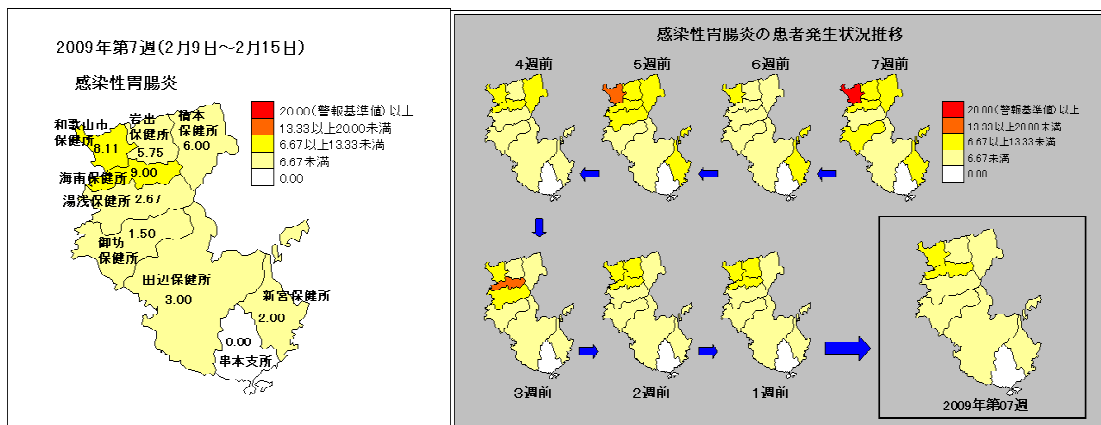 2009年第7週(2月9日～2月15日)
感染性胃腸炎
和歌山市
保健所
8.11
岩出
保健所
5.75
橋本
保健所
6.00
海南保健所
9.00
湯浅保健所
2.67
御坊
保健所
1.50
田辺保健所
3.00
新宮保健所
2.00
0.00
串本支所
20.00(警報基準値)以上
13.33以上20.00未満
6.67以上13.33未満
6.67未満
0.00
感染性胃腸炎の患者発生状況推移
4週前
5週前
6週前
7週前
20.00(警報基準値)以上
13.33以上20.00未満
6.67以上13.33未満
6.67未満
0.00
3週前
2週前
1週前
2009年第07週